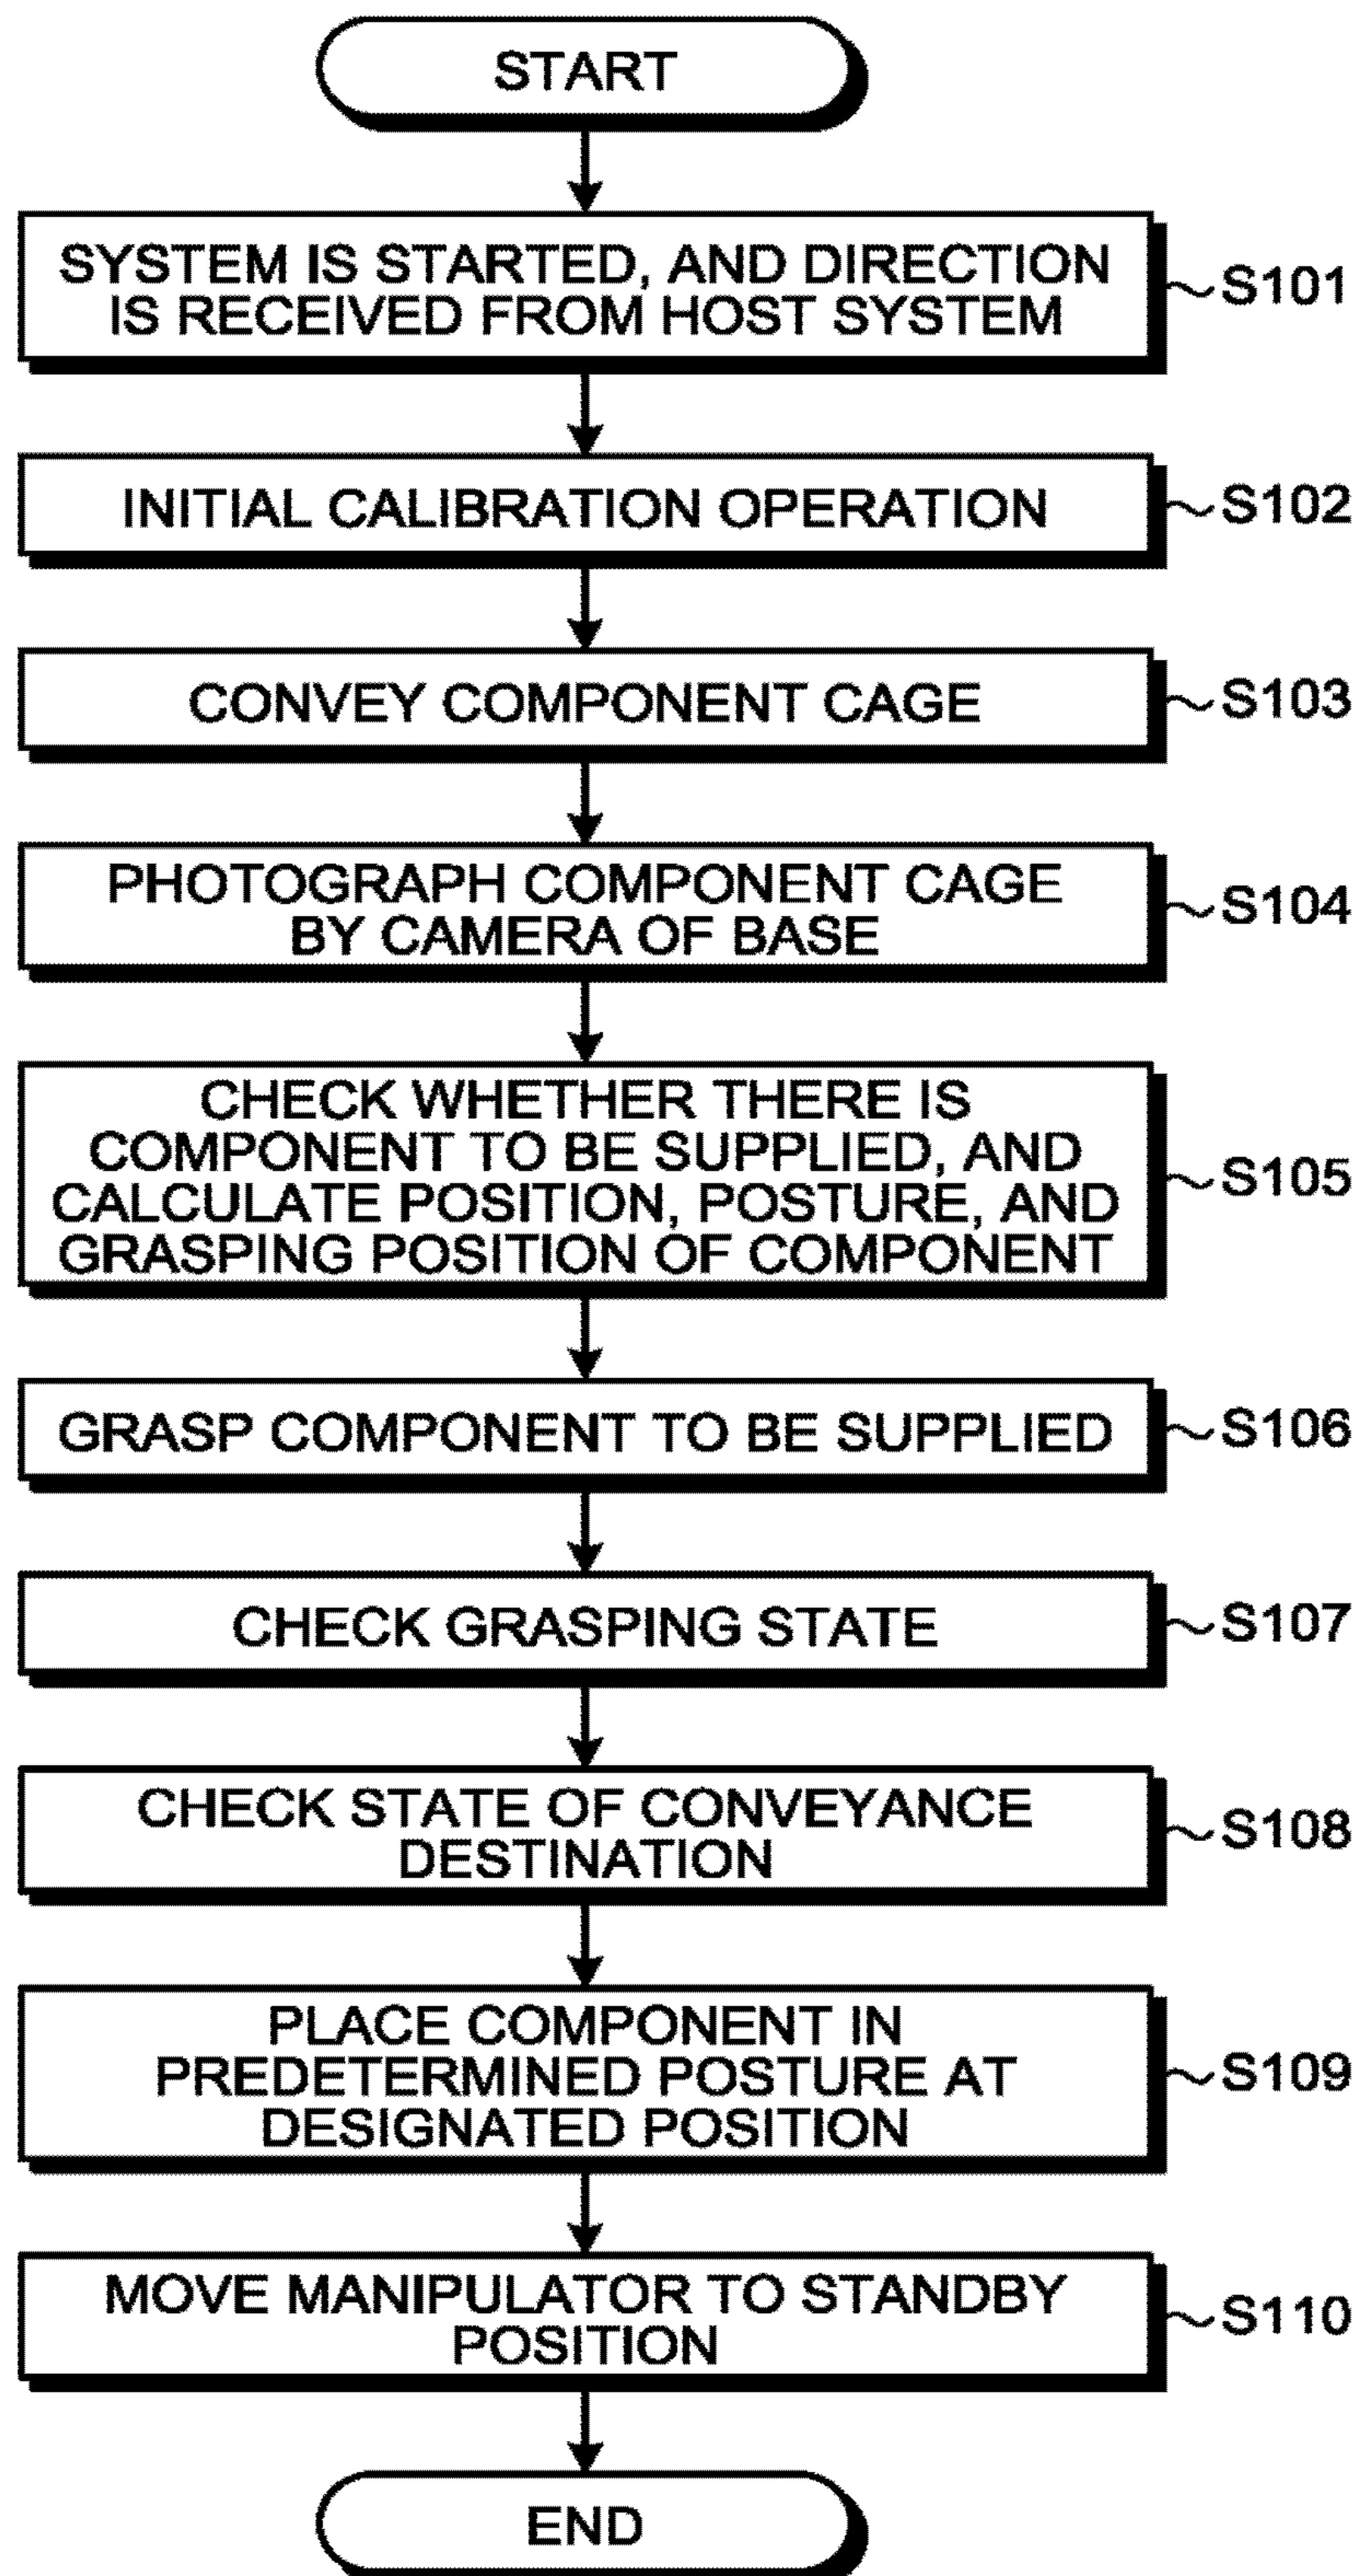 START
SYSTEM IS STARTED, AND DIRECTION
IS RECEIVED FROM HOST SYSTEM
S101
INITIAL CALIBRATION OPERATION
S102
CONVEY COMPONENT CAGE
S103
PHOTOGRAPH COMPONENT CAGE
BY CAMERA OF BASE
S104
CHECK WHETHER THERE IS
COMPONENT TO BE SUPPLIED, AND
CALCULATE POSITION, POSTURE, AND
GRASPING POSITION OF COMPONENT
S105
GRASP COMPONENT TO BE SUPPLIED
S106
CHECK GRASPING STATE
S107
CHECK STATE OF CONVEYANCE
DESTINATION
S108
PLACE COMPONENT IN
PREDETERMINED POSTURE AT
DESIGNATED POSITION
S109
MOVE MANIPULATOR TO STANDBY
POSITION
S110
END